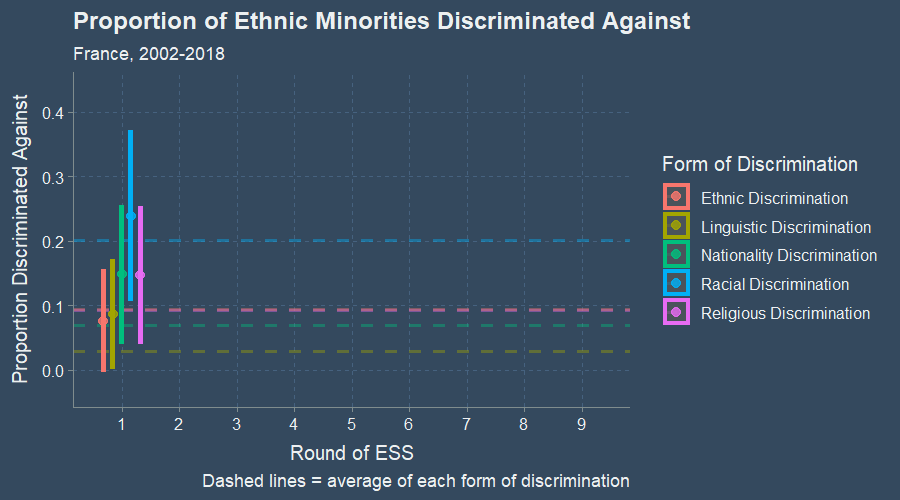 Proportion of Ethnic Minorities Discriminated Against
France, 2002-2018
Proportion Discriminated Against
0.4
0.3
0.2
0.1
0.0
1 2 3 4 5 6 7 8 9
Round of ESS
Dashed lines = average of each form of discrimination
Form of Discrimination
Ethnic Discrimination
Linguistic Discrimination
Nationality Discrimination
Racial Discrimination
Religious Discrimination